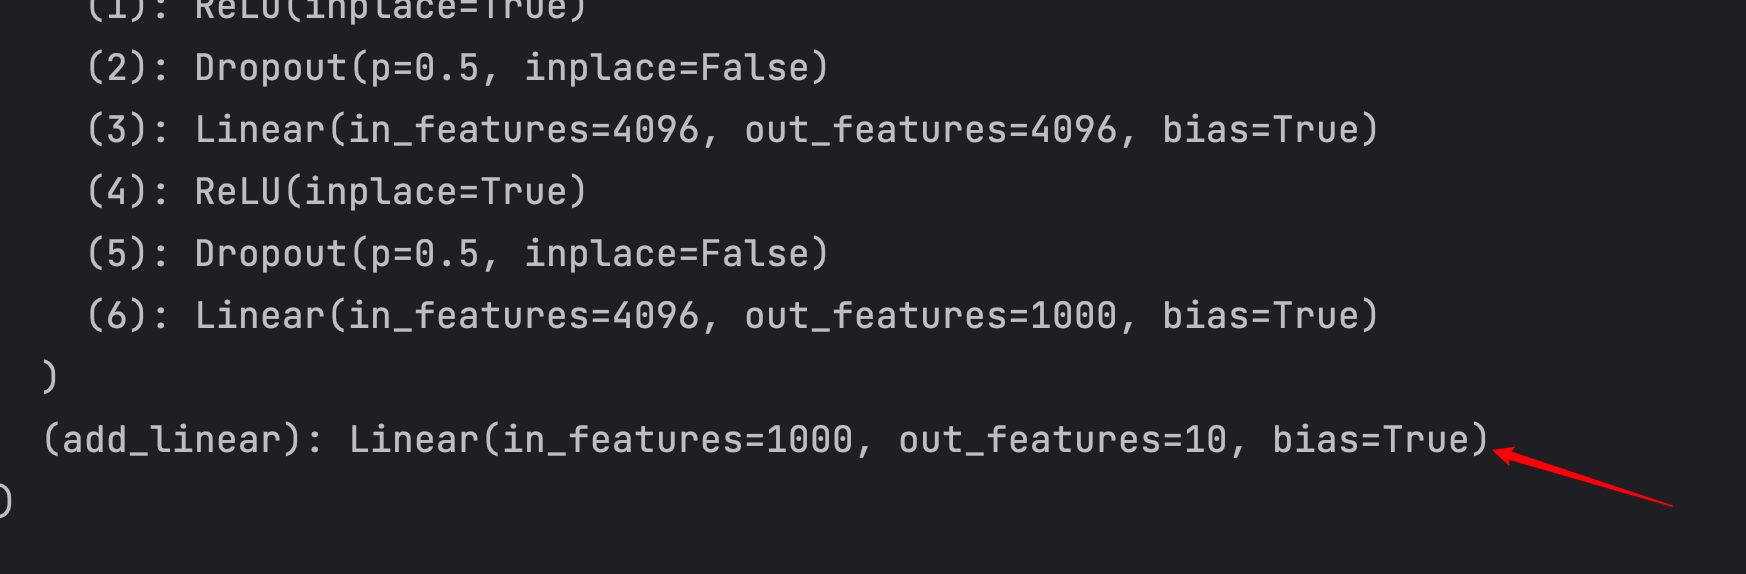 (1): ReLU(inplace=True)
(2): Dropout(p=0.5, inplace=False)
(3): Linear(in_features=4096, out_features=4096, bias=True)
(4): ReLU(inplace=True)
(5): Dropout(p=0.5, inplace=False)
(6): Linear(in_features=4096, out_features=1000, bias=True)
)
(add_linear): Linear(in_features=1000, out_features=10, bias=True)
)